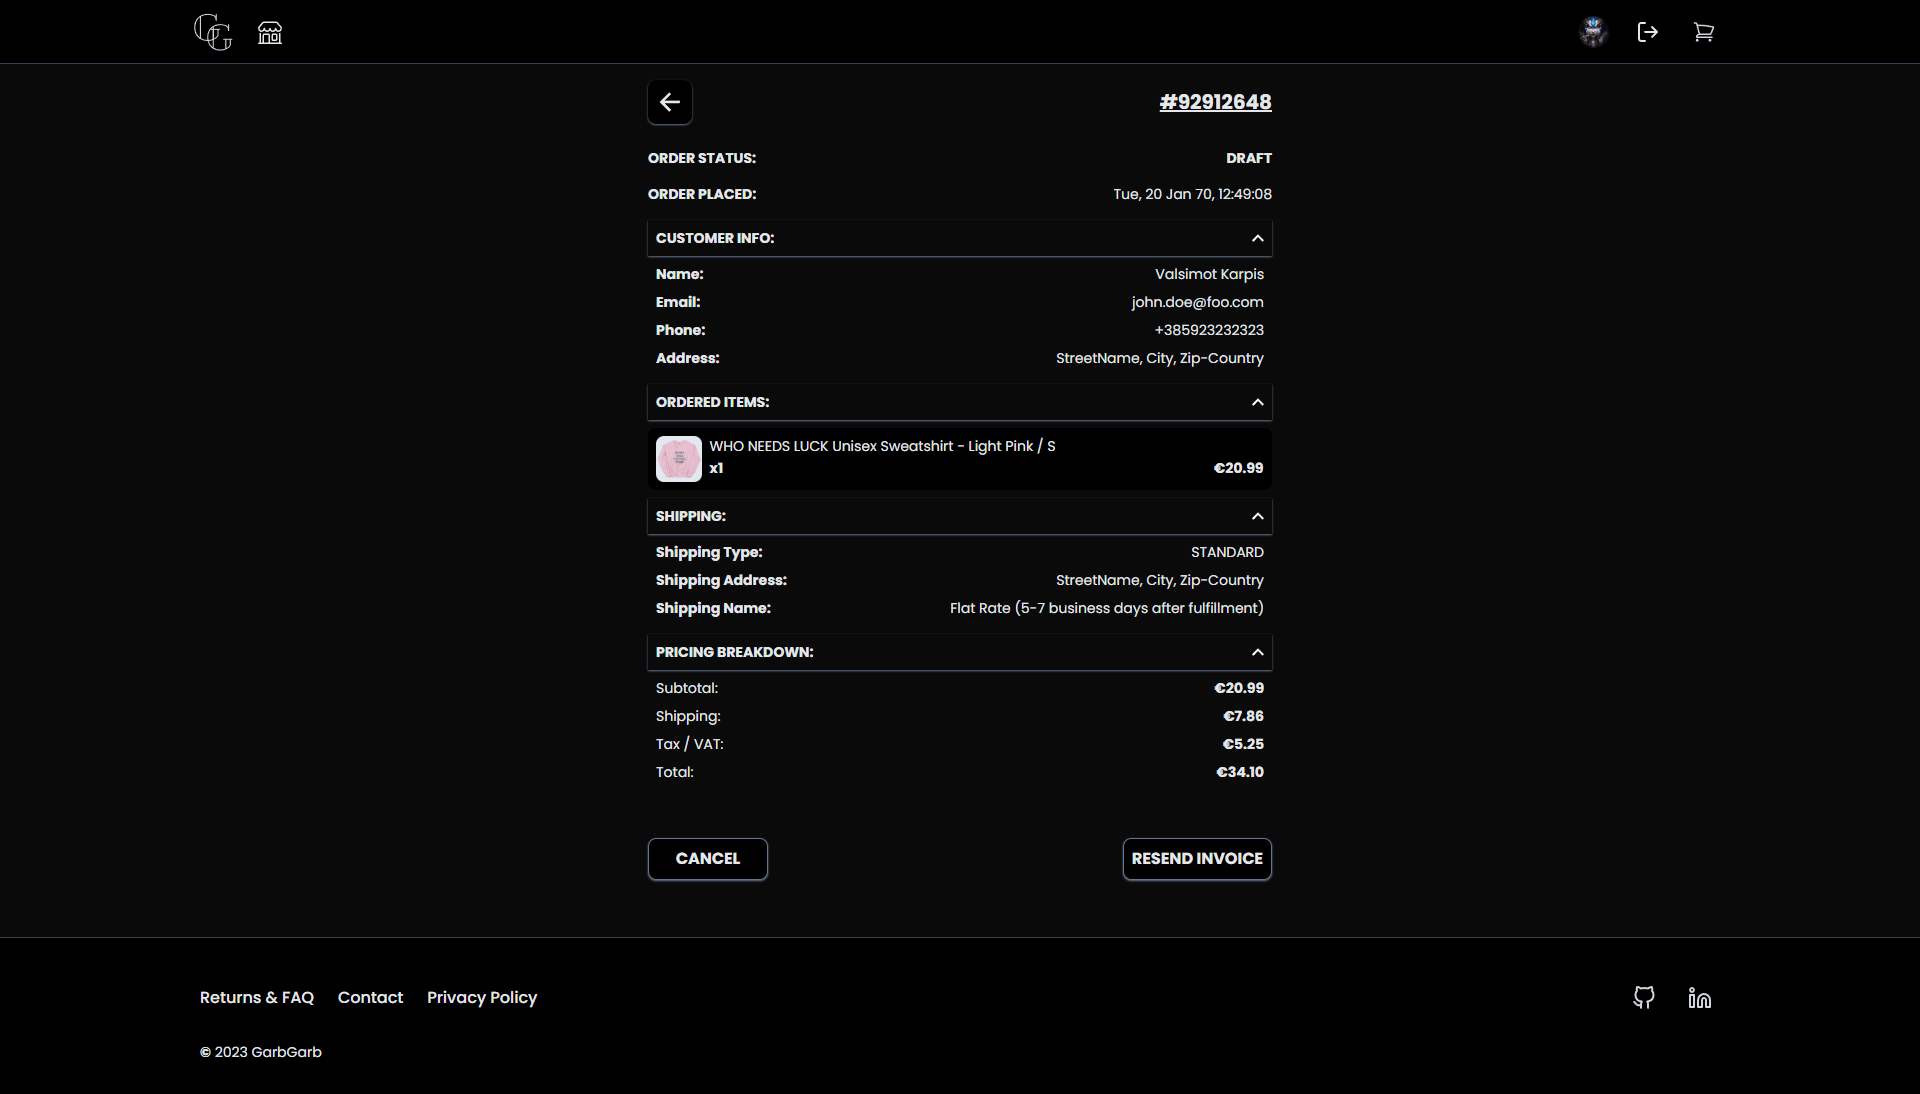 #92912648
ORDER STATUS: DRAFT
ORDER PLACED: Tue, 20 Jan 70, 12:49:08
CUSTOMER INFO:
Name: Valsimot Karpis
Email: john.doe@foo.com
Phone: +385923232323
Address: StreetName, City, Zip-Country
ORDERED ITEMS:
WHO NEEDS LUCK Unisex Sweatshirt - Light Pink / S
x1 €20.99
SHIPPING:
Shipping Type: STANDARD
Shipping Address: StreetName, City, Zip-Country
Shipping Name: Flat Rate (5-7 business days after fulfillment)
PRICING BREAKDOWN:
Subtotal: €20.99
Shipping: €7.86
Tax / VAT: €5.25
Total: €34.10
CANCEL RESEND INVOICE
Returns & FAQ Contact Privacy Policy
© 2023 GarbGarb